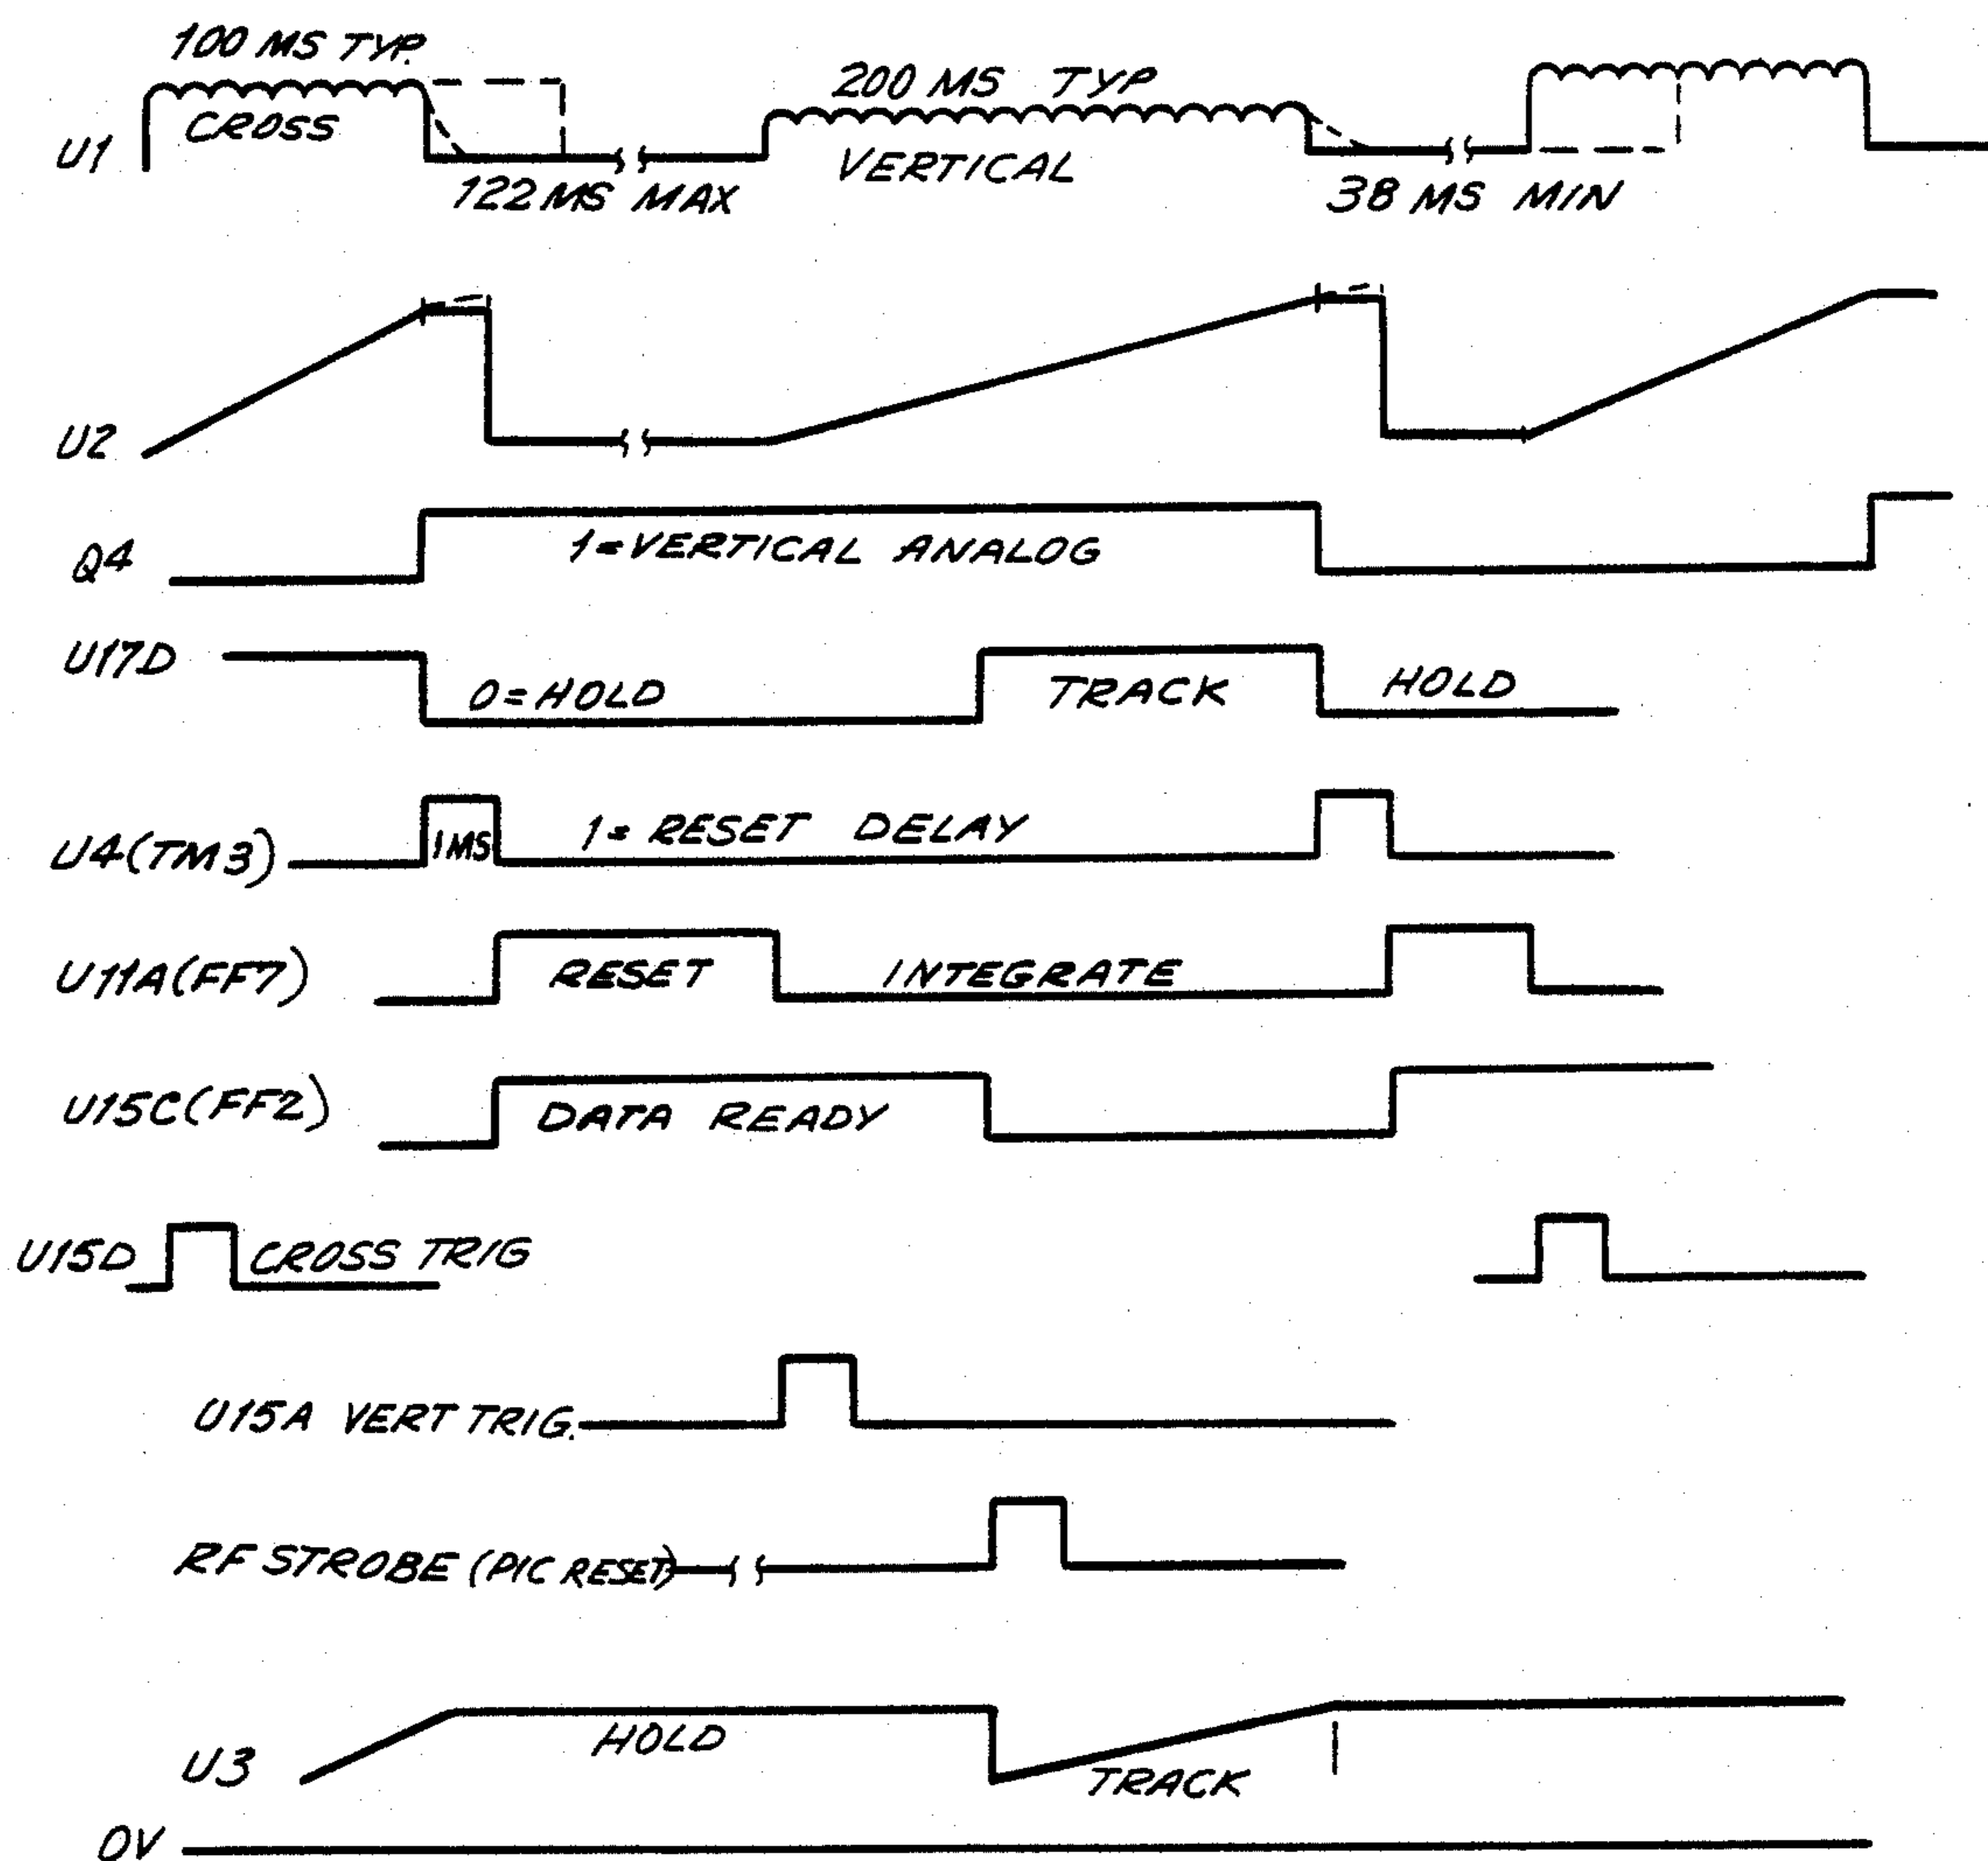 100 MS TYP.
200 MS TYP
CROSS
U1
VERTICAL
122 MS MAX
38 MS MIN
U2
Q4
1=VERTICAL ANALOG
U17D
0=HOLD
TRACK
HOLD
U4(TM3)
1MS
1= RESET DELAY
U11A(FF7)
RESET
INTEGRATE
U15C(FF2)
DATA READY
U15D
CROSS TRIG
U15A VERT TRIG.
RF STROBE (PIC RESET)
U3
HOLD
TRACK
0V